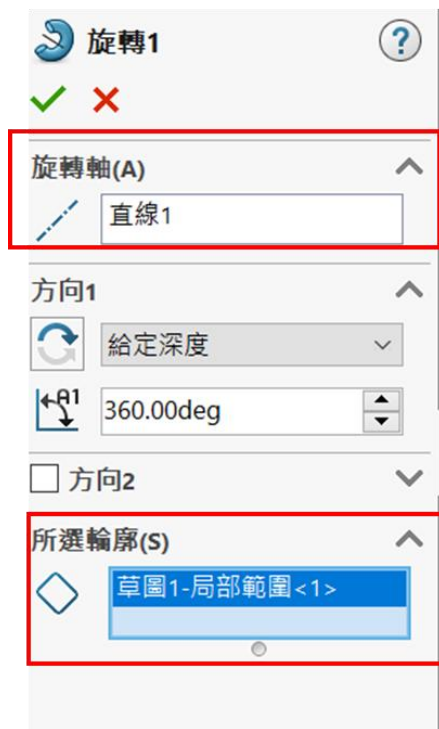 旋轉1
?
旋轉軸(A)
直線1
方向1
給定深度
A1
360.00deg
方向2
所選輪廓(S)
草圖1-局部範圍<1>